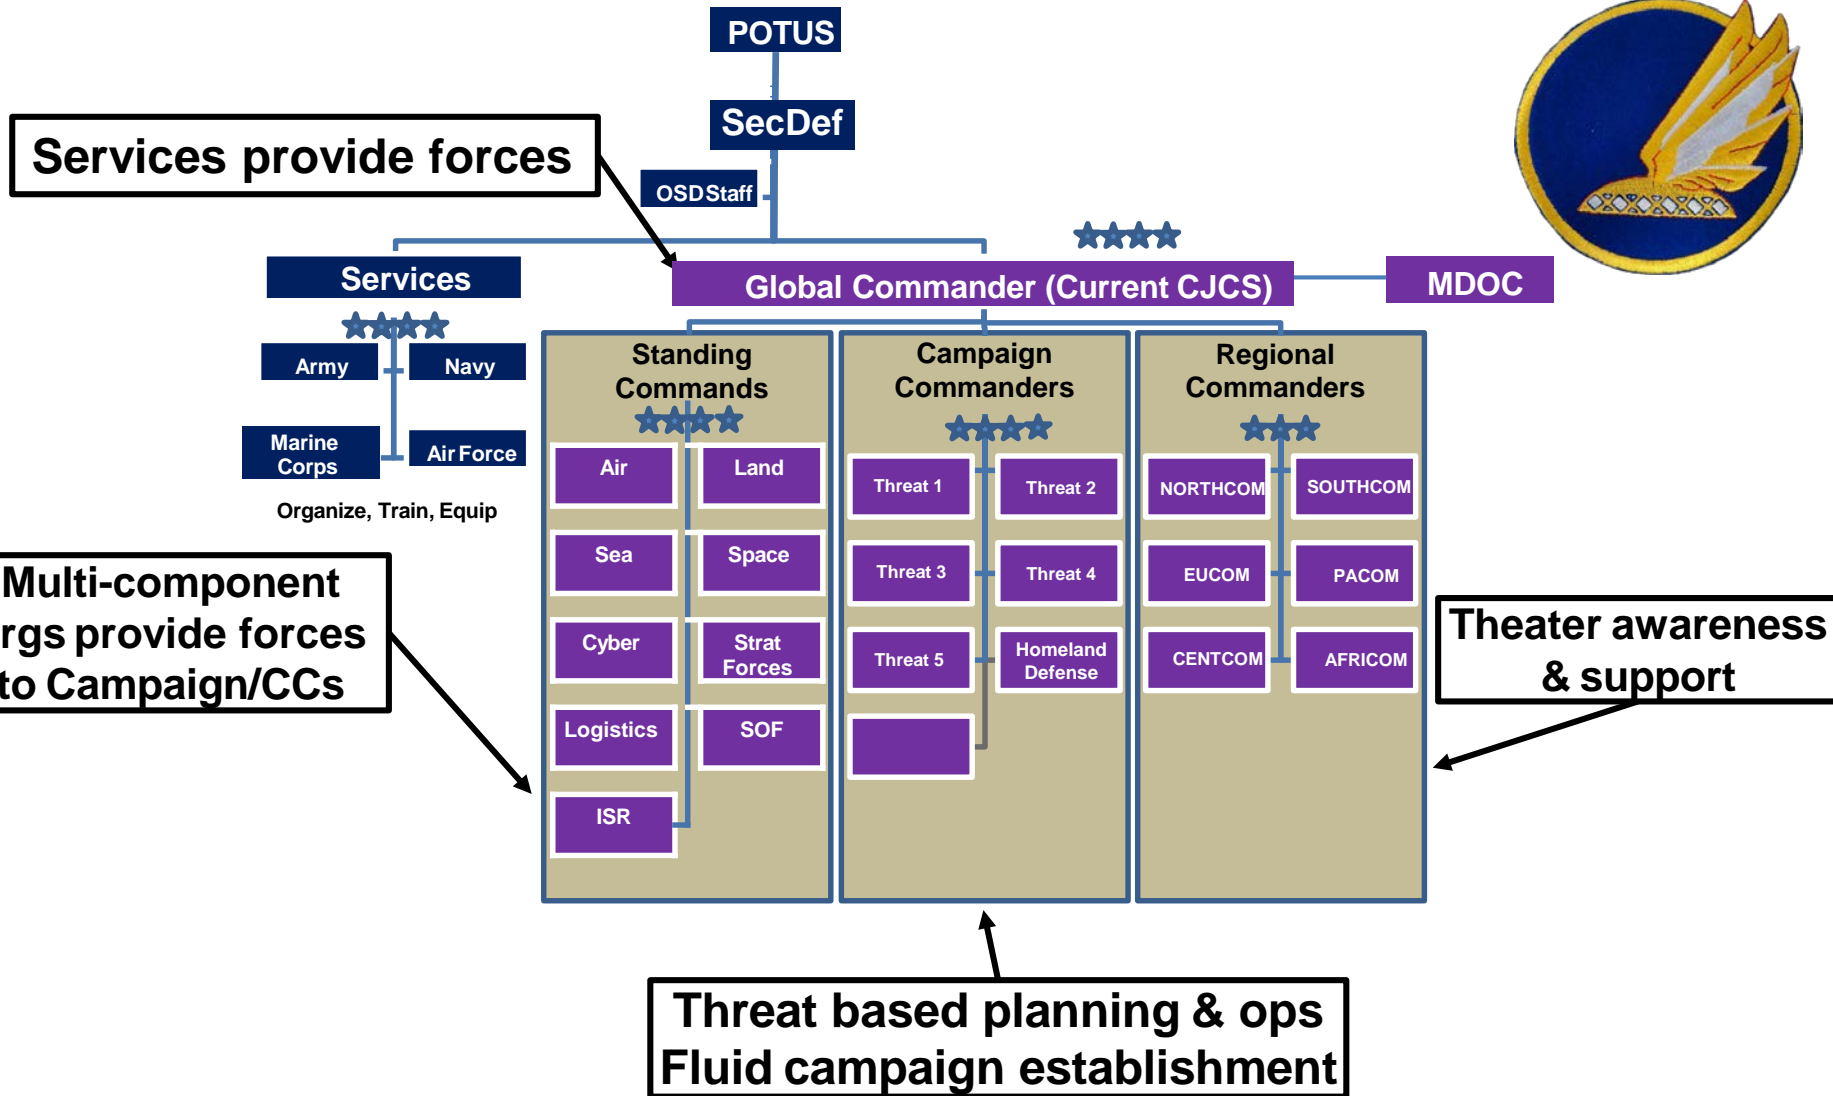 POTUS
SecDef
Services provide forces
OSD Staff
Services
Global Commander (Current CJCS)
MDOC
Army
Navy
Marine
Corps
Air Force
Organize, Train, Equip
Standing
Commands
Air
Land
Sea
Space
Cyber
Strat
Forces
Logistics
SOF
ISR
Campaign
Commanders
Threat 1
Threat 2
Threat 3
Threat 4
Threat 5
Homeland
Defense
Regional
Commanders
NORTHCOM
SOUTHCOM
EUCOM
PACOM
CENTCOM
AFRICOM
Multi-component
rgs provide forces
to Campaign/CCs
Theater awareness
& support
Threat based planning & ops
Fluid campaign establishment